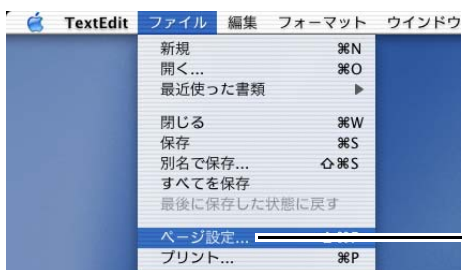 TextEdit ファイル 編集 フォーマット ウインドウ
新規 ⌘N
開く... ⌘O
最近使った書類 ▶
閉じる ⌘W
保存 ⌘S
別名で保存... ⇧⌘S
すべてを保存
最後に保存した状態に戻す
ページ設定...
プリント... ⌘P